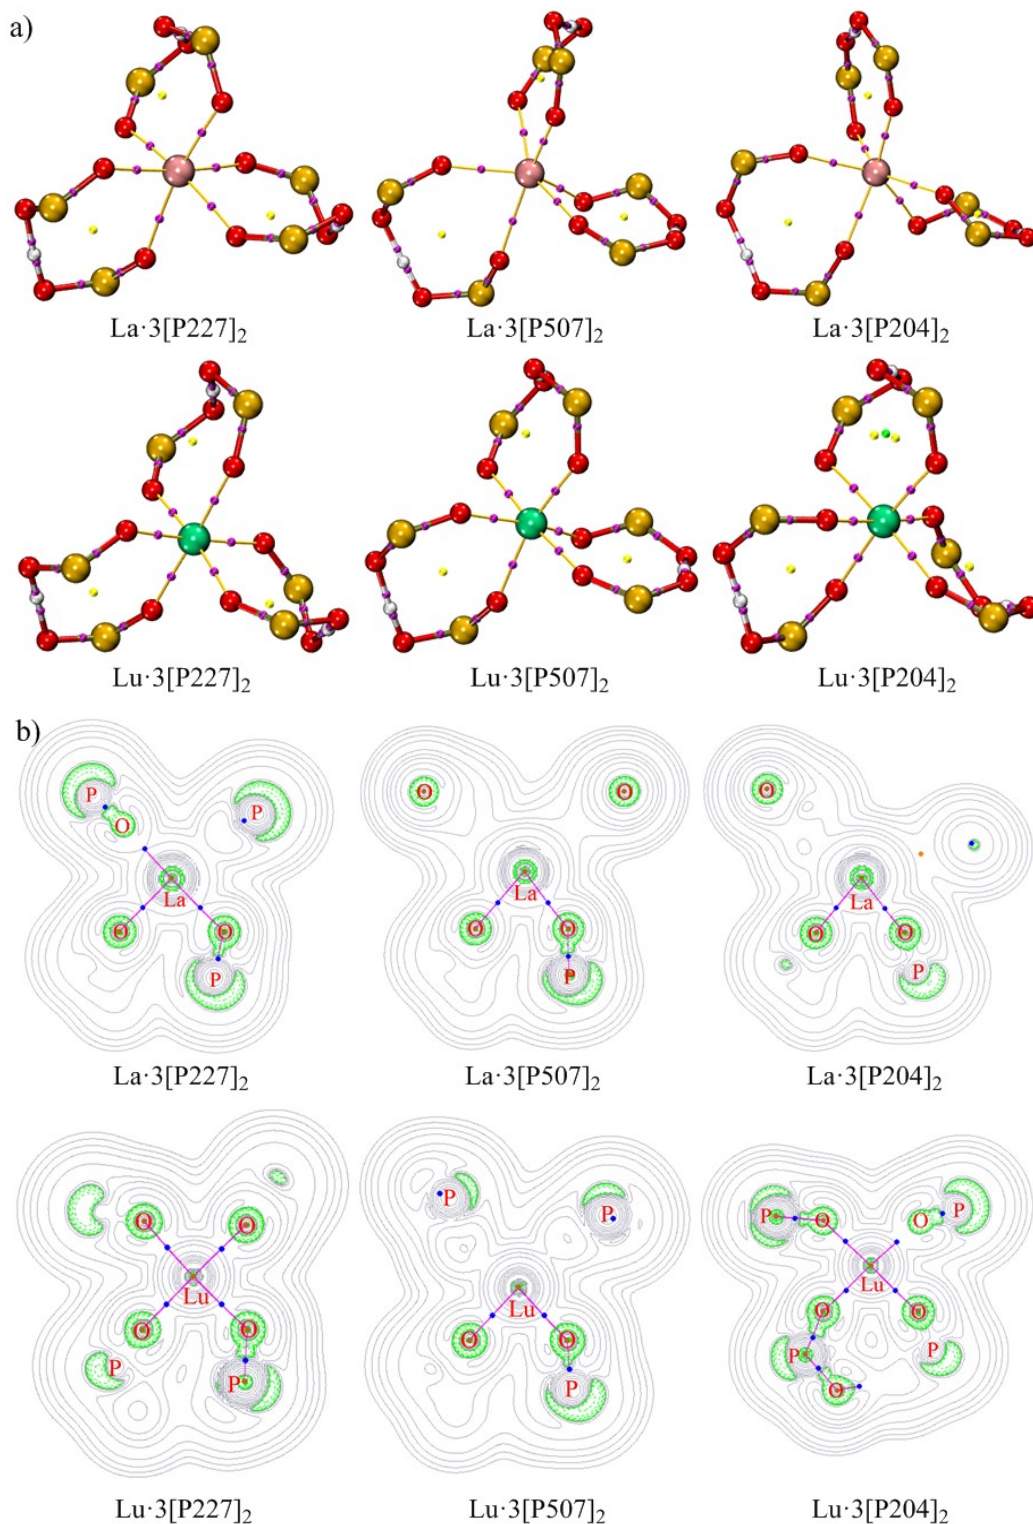 a)
La·3[P227]₂ La·3[P507]₂ La·3[P204]₂
Lu·3[P227]₂ Lu·3[P507]₂ Lu·3[P204]₂
b)
P P O O O
O
La La La
O O O O O O
P P P
La·3[P227]₂ La·3[P507]₂ La·3[P204]₂
O O P P P O O P
Lu Lu Lu
O O O O O O
P P P P P
O
Lu·3[P227]₂ Lu·3[P507]₂ Lu·3[P204]₂